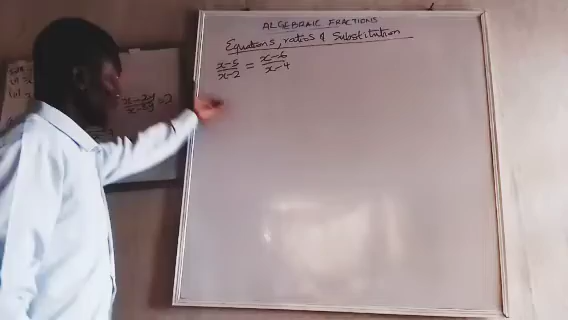 ALGEBRAIC FRACTIONS
Equations, ratios & Substitution
x-5/x-2 = x-6/x-4